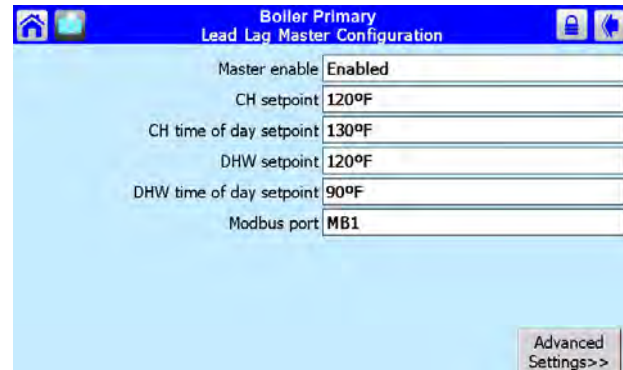 Boiler Primary
Lead Lag Master Configuration
Master enable Enabled
CH setpoint 120ºF
CH time of day setpoint 130ºF
DHW setpoint 120ºF
DHW time of day setpoint 90ºF
Modbus port MB1
Advanced
Settings>>